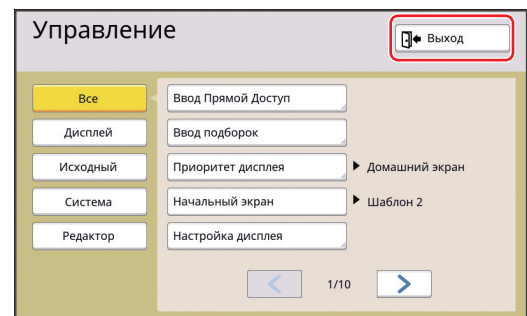 Управление
Выход
Все
Дисплей
Исходный
Система
Редактор
Ввод Прямой Доступ
Ввод подборок
Приоритет дисплея
Домашний экран
Начальный экран
Шаблон 2
Настройка дисплея
1/10